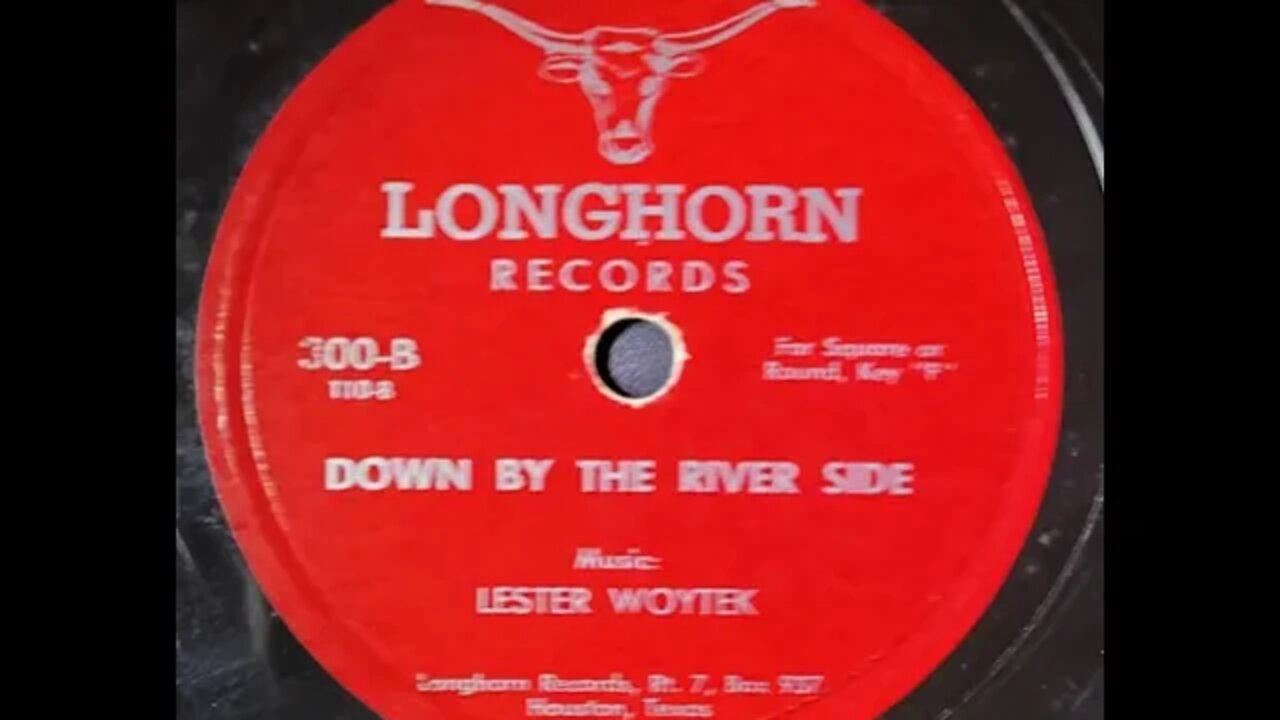 LONGHORN
RECORDS
300-B
110-B
For Square or
Round, Key "F"
DOWN BY THE RIVER SIDE
Music:
LESTER WOYTEK
Longhorn Records, Rt. 7, Box
Houston, Texas